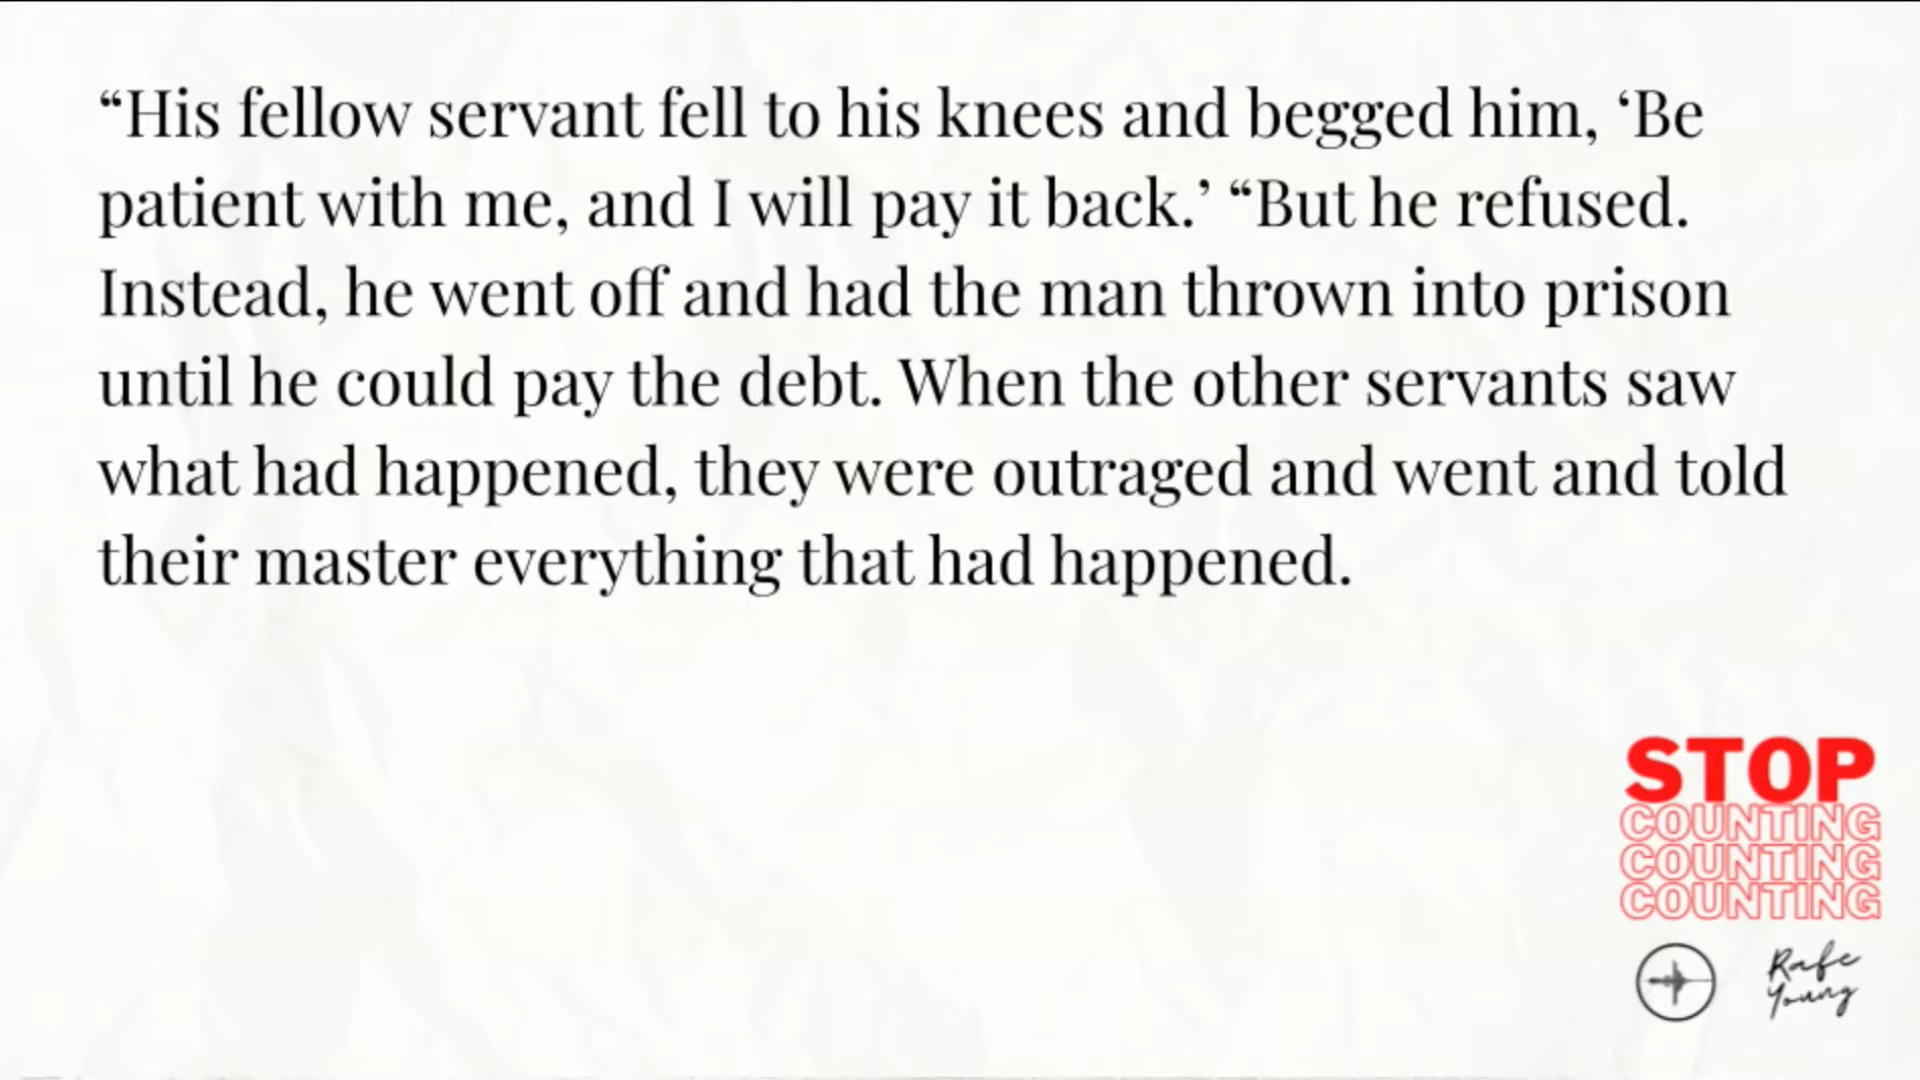 “His fellow servant fell to his knees and begged him, ‘Be
patient with me, and I will pay it back.’ “But he refused.
Instead, he went off and had the man thrown into prison
until he could pay the debt. When the other servants saw
what had happened, they were outraged and went and told
their master everything that had happened.
STOP
COUNTING
COUNTING
COUNTING
Rafe
Young